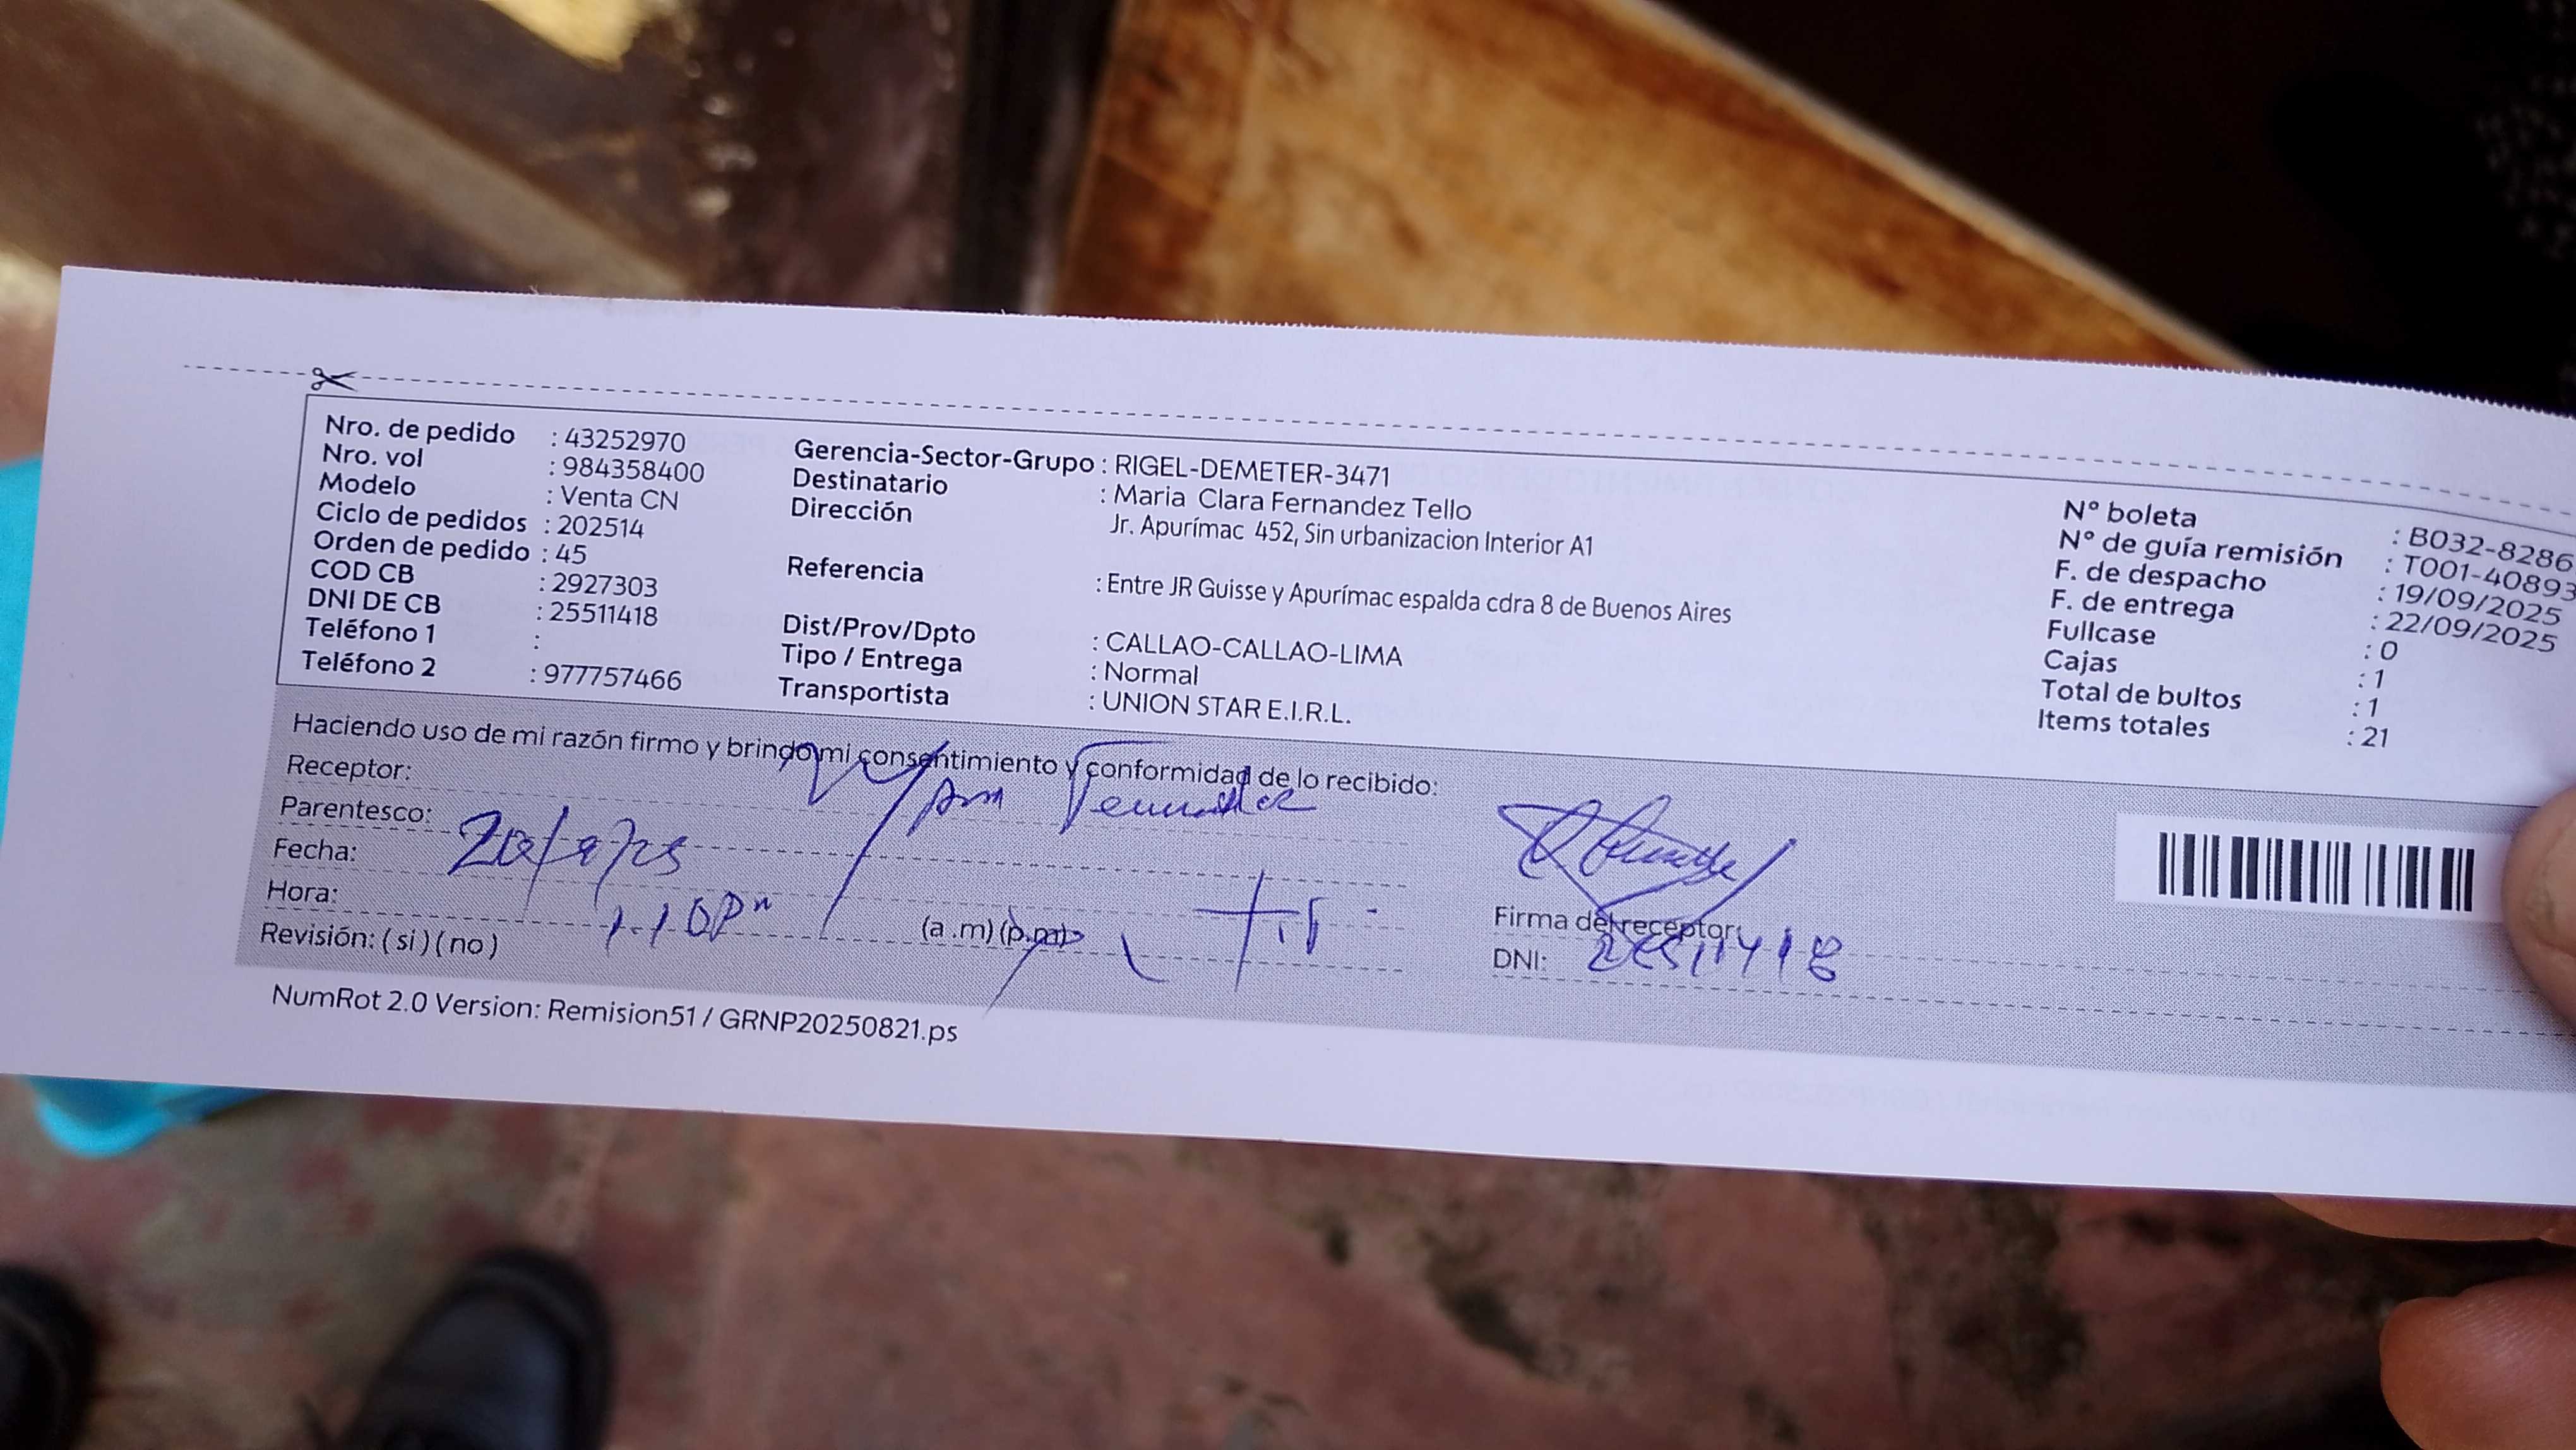 Nro. de pedido : 43252970
Nro. vol : 984358400
Modelo : Venta CN
Ciclo de pedidos : 202514
Orden de pedido : 45
COD CB : 2927303
DNI DE CB : 25511418
Teléfono 1 :
Teléfono 2 : 977757466
Gerencia-Sector-Grupo : RIGEL-DEMETER-3471
Destinatario : Maria Clara Fernandez Tello
Dirección Jr. Apurímac 452, Sin urbanizacion Interior A1
Referencia : Entre JR Guisse y Apurímac espalda cdra 8 de Buenos Aires
Dist/Prov/Dpto : CALLAO-CALLAO-LIMA
Tipo / Entrega : Normal
Transportista : UNION STAR E.I.R.L.
N° boleta : B032-8286
N° de guía remisión : T001-40893
F. de despacho : 19/09/2025
F. de entrega : 22/09/2025
Fullcase : 0
Cajas : 1
Total de bultos : 1
Items totales : 21
Haciendo uso de mi razón firmo y brindo mi consentimiento y conformidad de lo recibido:
Receptor:
Parentesco:
Fecha:
Hora: (a.m) (p.m)
Revisión: ( si ) ( no )
Firma del receptor:
DNI: 25511418
NumRot 2.0 Version: Remision51 / GRNP20250821.ps